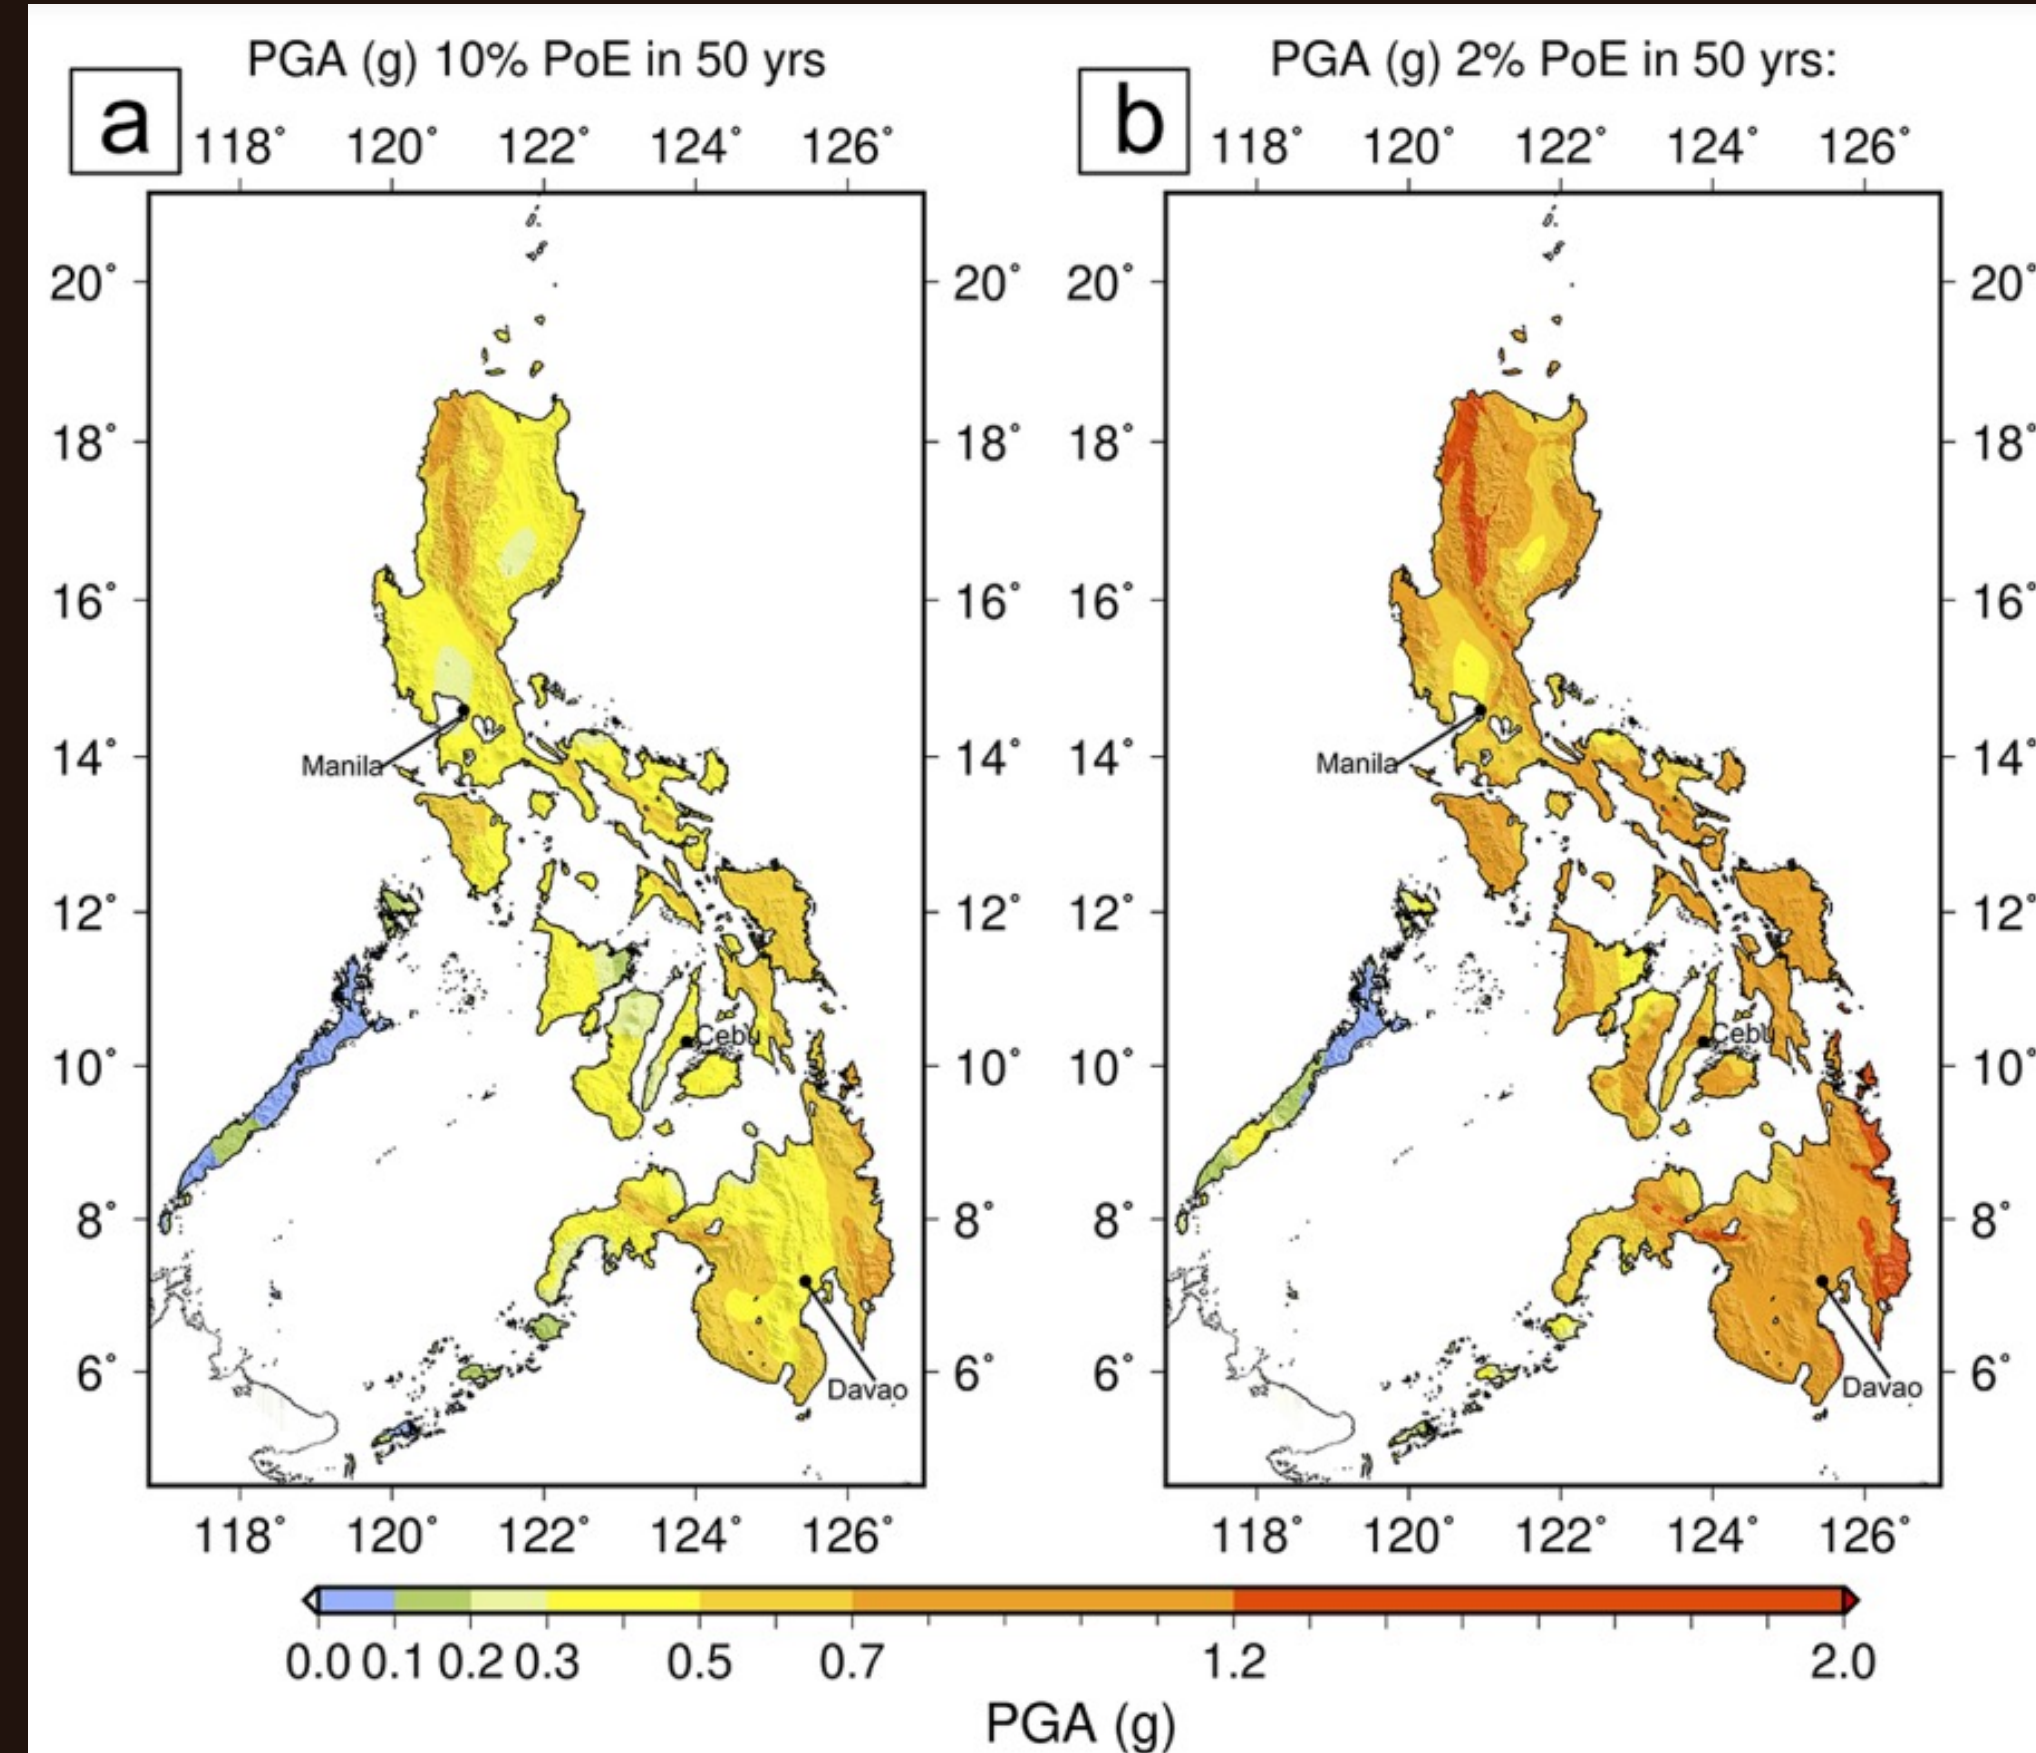 PGA (g) 10% PoE in 50 yrs
a
118° 120° 122° 124° 126°
20° 20°
18° 18°
16° 16°
14° 14°
12° 12°
10° 10°
8° 8°
6° 6°
Manila
Cebu
Davao
118° 120° 122° 124° 126°
PGA (g) 2% PoE in 50 yrs:
b
118° 120° 122° 124° 126°
20° 20°
18° 18°
16° 16°
14° 14°
12° 12°
10° 10°
8° 8°
6° 6°
Manila
Cebu
Davao
118° 120° 122° 124° 126°
0.0 0.1 0.2 0.3 0.5 0.7 1.2 2.0
PGA (g)